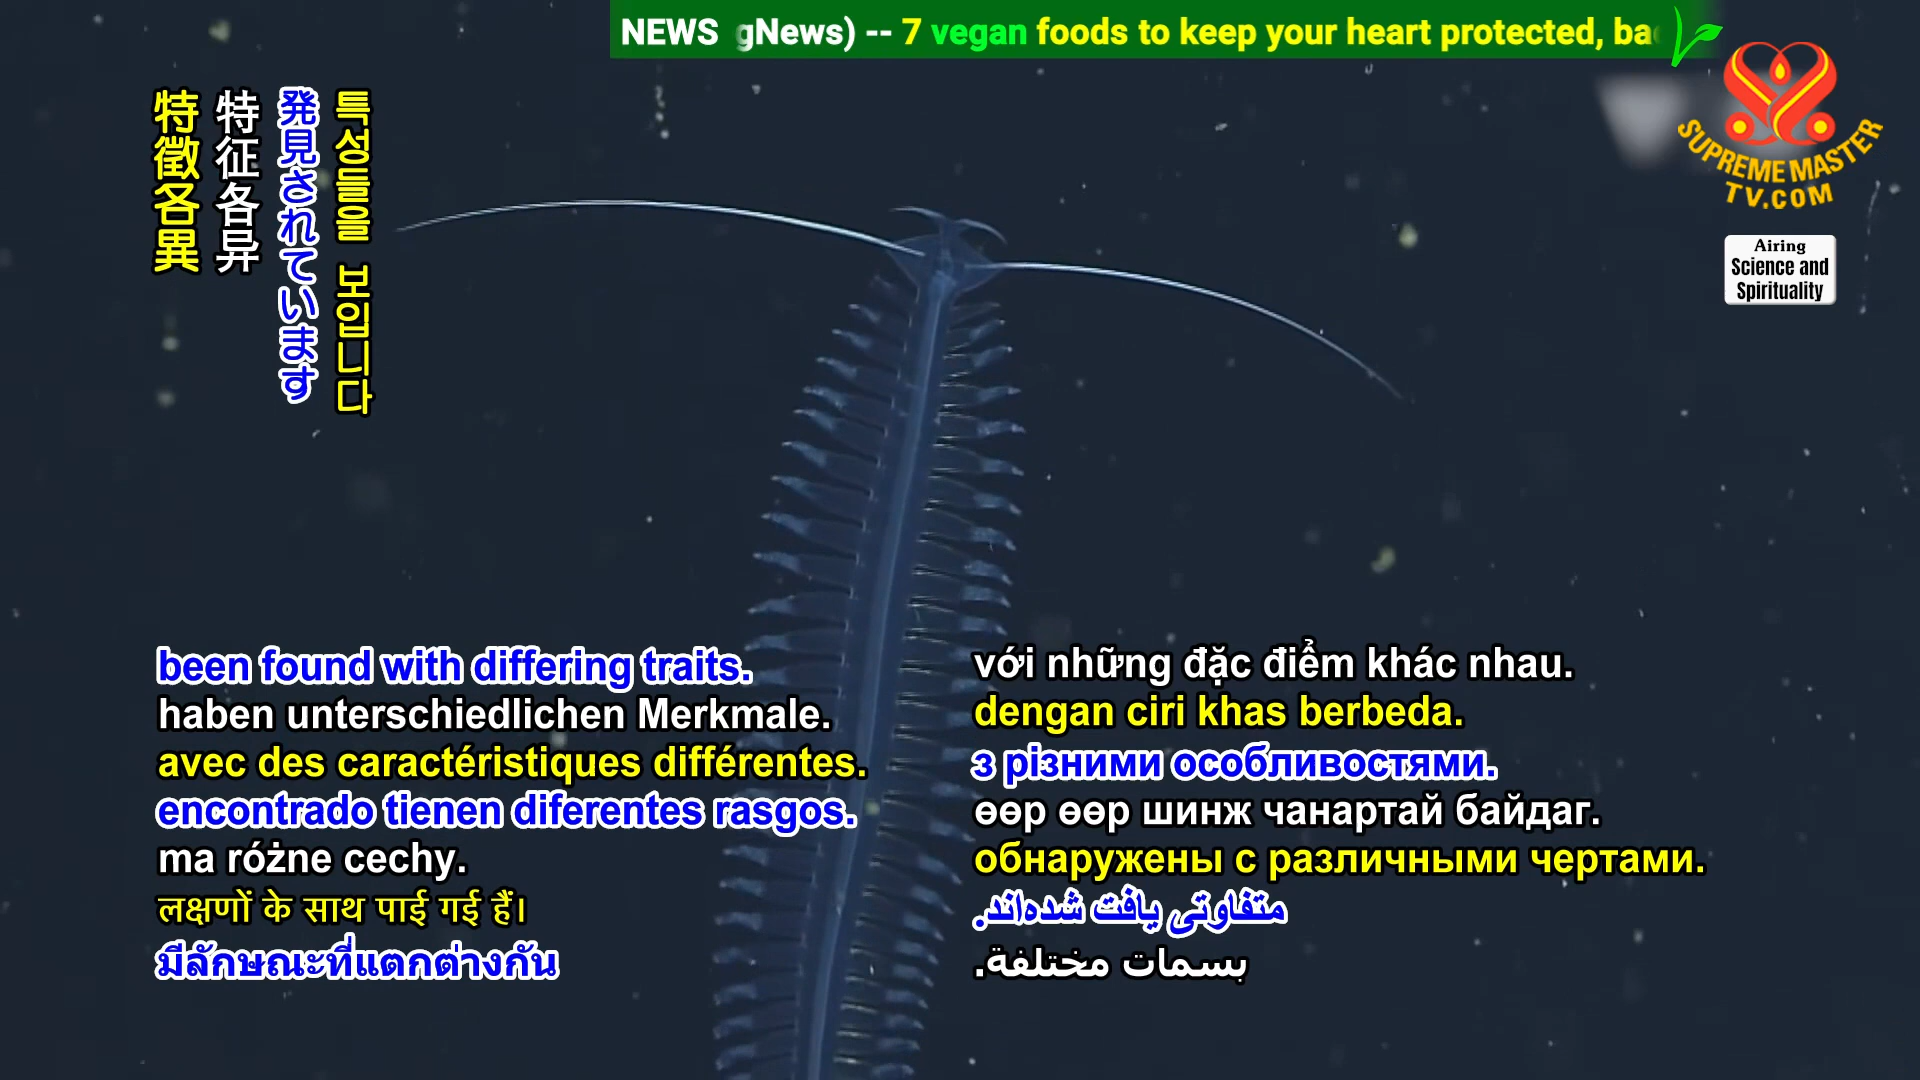 NEWS gNews) -- 7 vegan foods to keep your heart protected,
SUPREME MASTER
TV.COM
Airing
Science and
Spirituality
特徵各異
特征各异
発見されています
특성들을 보입니다
been found with differing traits.
haben unterschiedlichen Merkmale.
avec des caractéristiques différentes.
encontrado tienen diferentes rasgos.
ma różne cechy.
लक्षणों के साथ पाई गई हैं।
มีลักษณะที่แตกต่างกัน
với những đặc điểm khác nhau.
dengan ciri khas berbeda.
з різними особливостями.
өөр өөр шинж чанартай байдаг.
обнаружены с различными чертами.
متفاوتی یافت شده‌اند.
بسمات مختلفة.